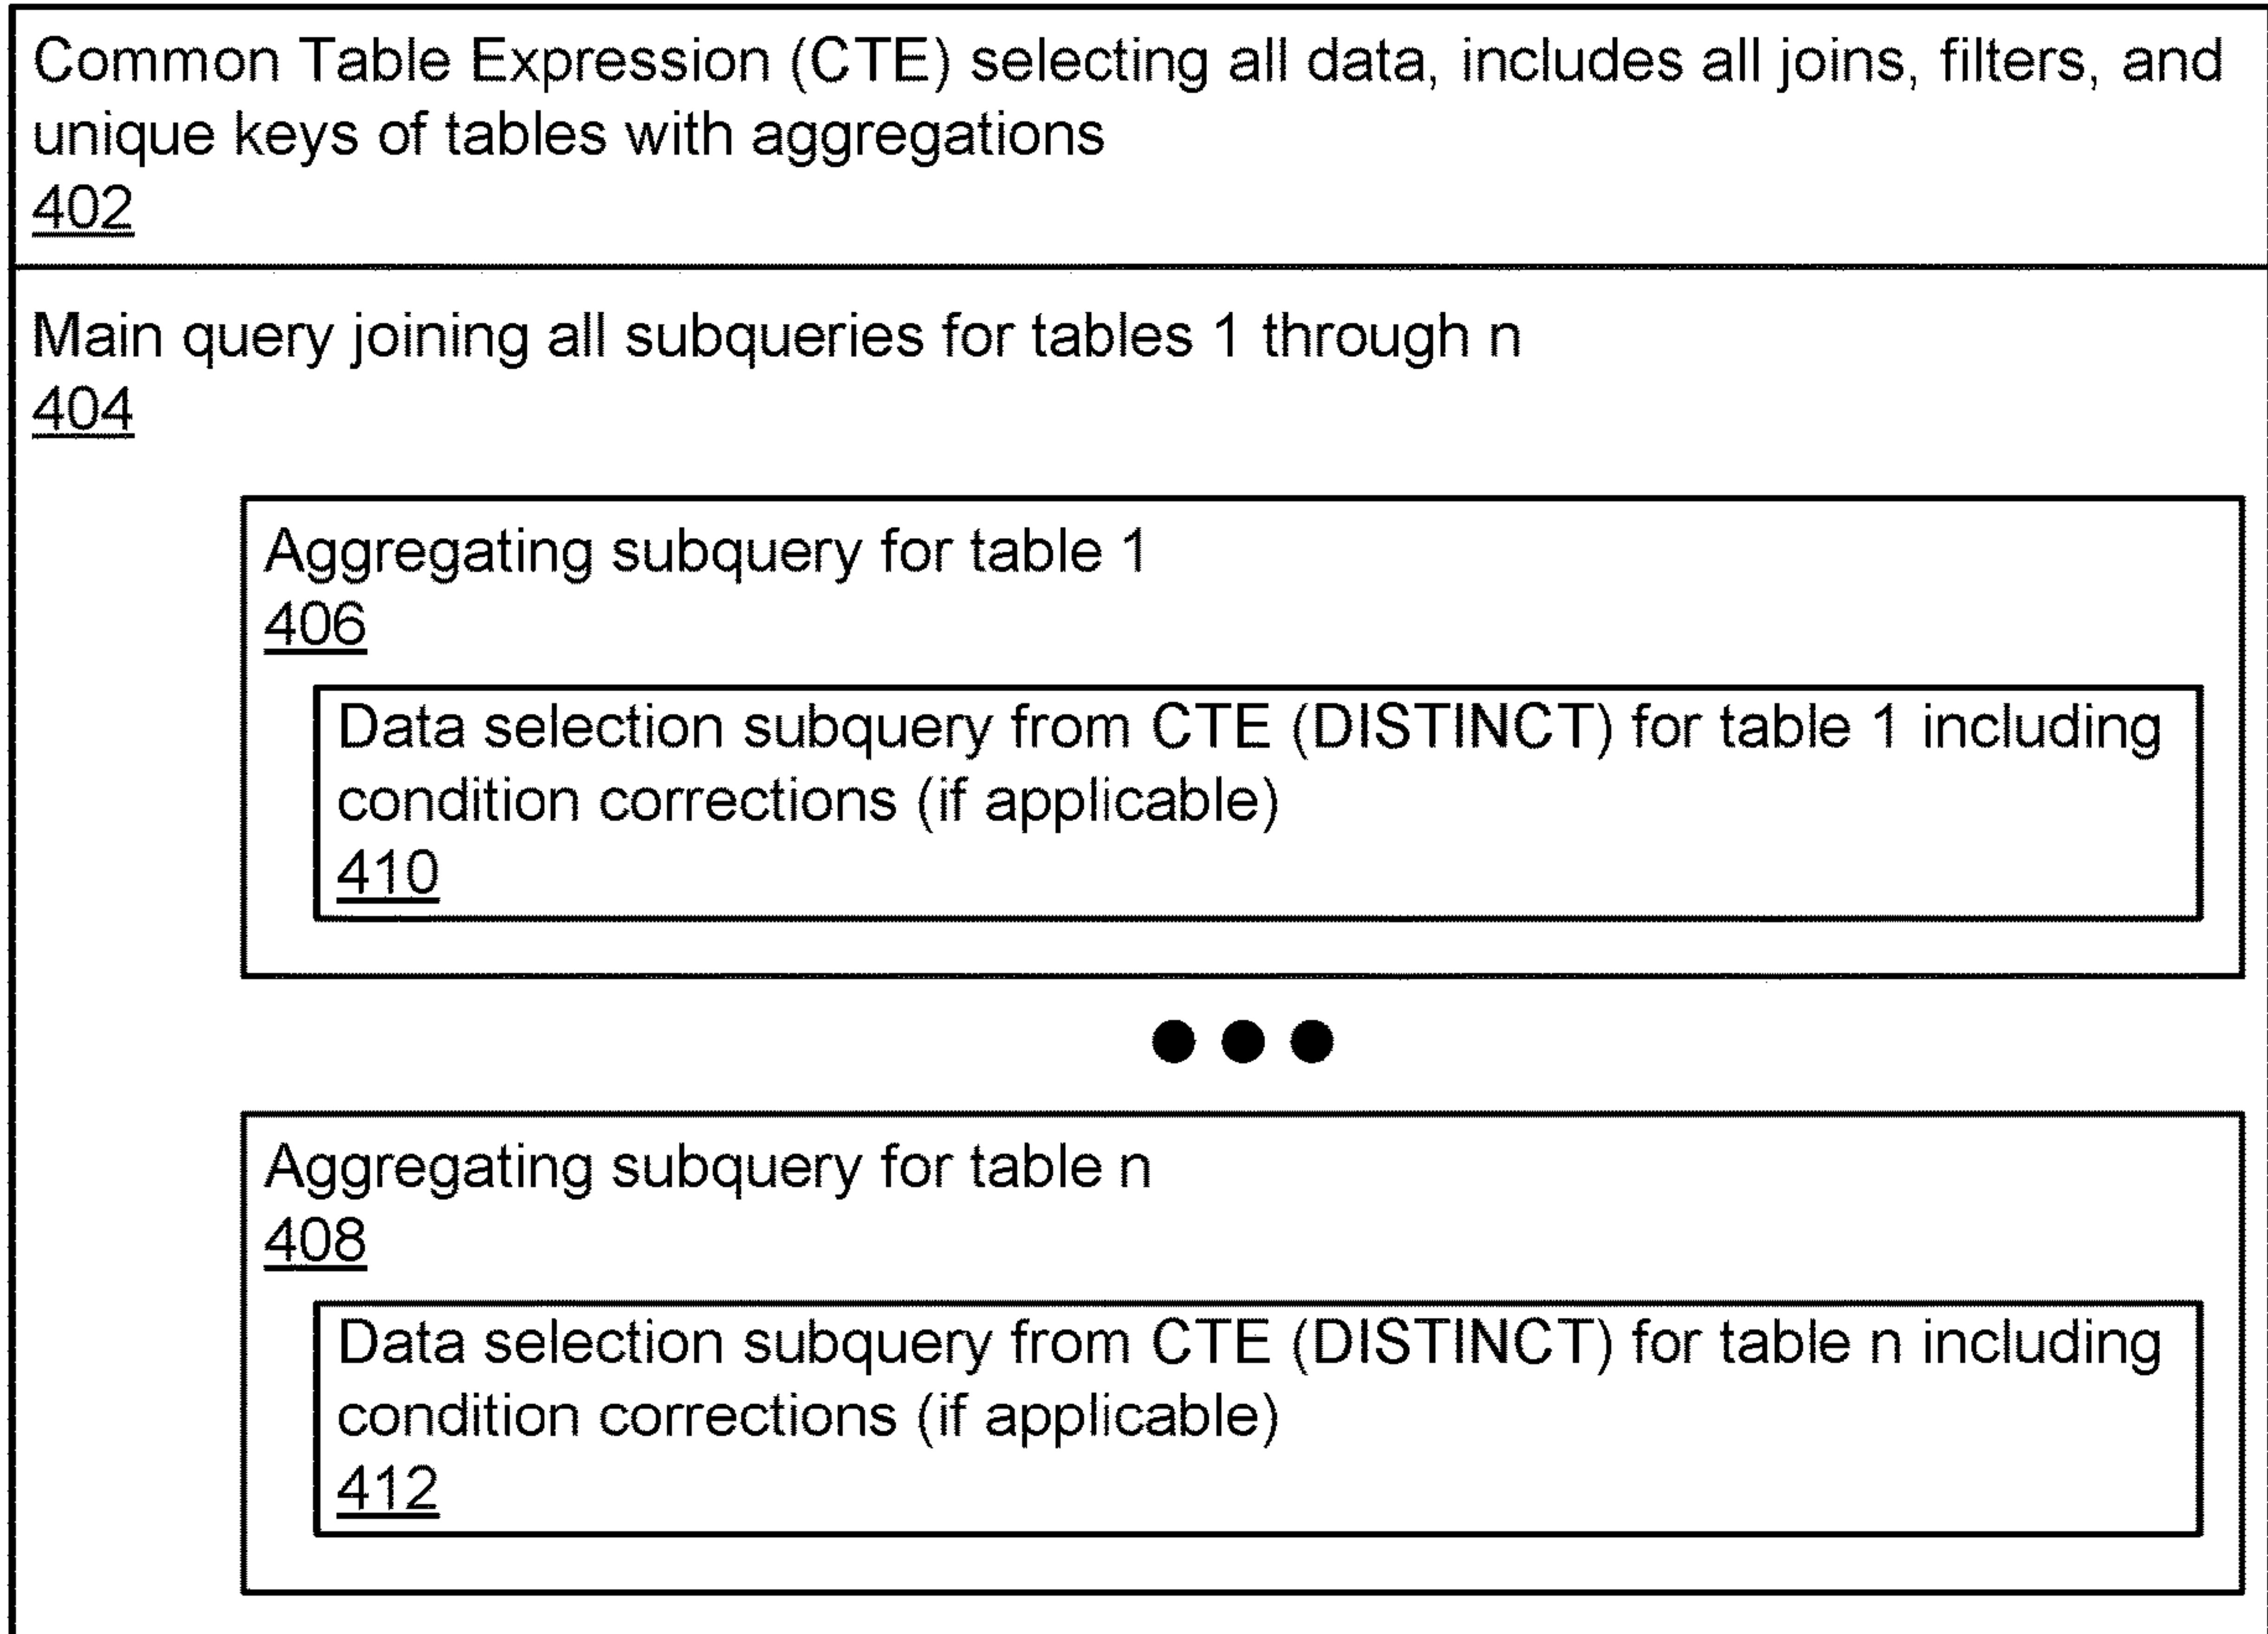 Common Table Expression (CTE) selecting all data, includes all joins, filters, and
unique keys of tables with aggregations
402
Main query joining all subqueries for tables 1 through n
404
Aggregating subquery for table 1
406
Data selection subquery from CTE (DISTINCT) for table 1 including
condition corrections (if applicable)
410
Aggregating subquery for table n
408
Data selection subquery from CTE (DISTINCT) for table n including
condition corrections (if applicable)
412